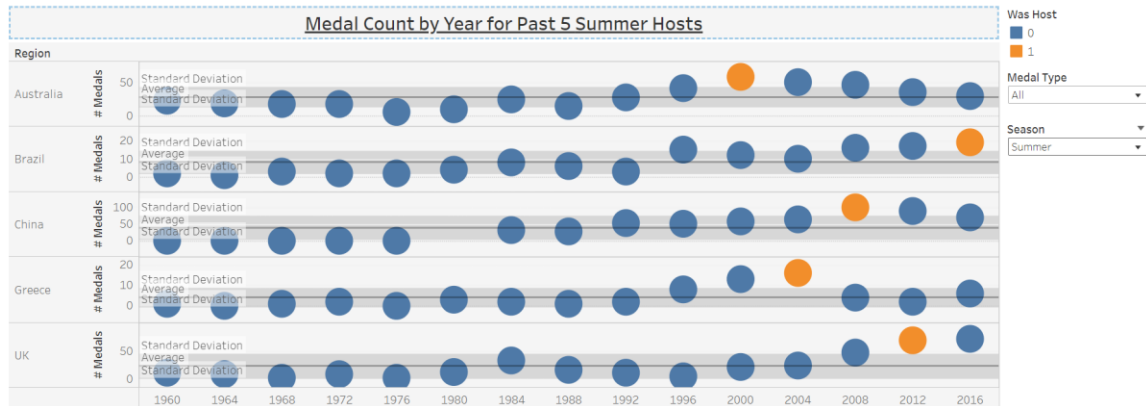 Medal Count by Year for Past 5 Summer Hosts
Was Host
0
1
Medal Type
All
Season
Summer
Region
Australia
# Medals
50
0
Standard Deviation
Average
Standard Deviation
Brazil
# Medals
20
10
0
Standard Deviation
Average
Standard Deviation
China
# Medals
100
50
0
Standard Deviation
Average
Standard Deviation
Greece
# Medals
20
10
0
Standard Deviation
Average
Standard Deviation
UK
# Medals
50
0
Standard Deviation
Average
Standard Deviation
1960 1964 1968 1972 1976 1980 1984 1988 1992 1996 2000 2004 2008 2012 2016